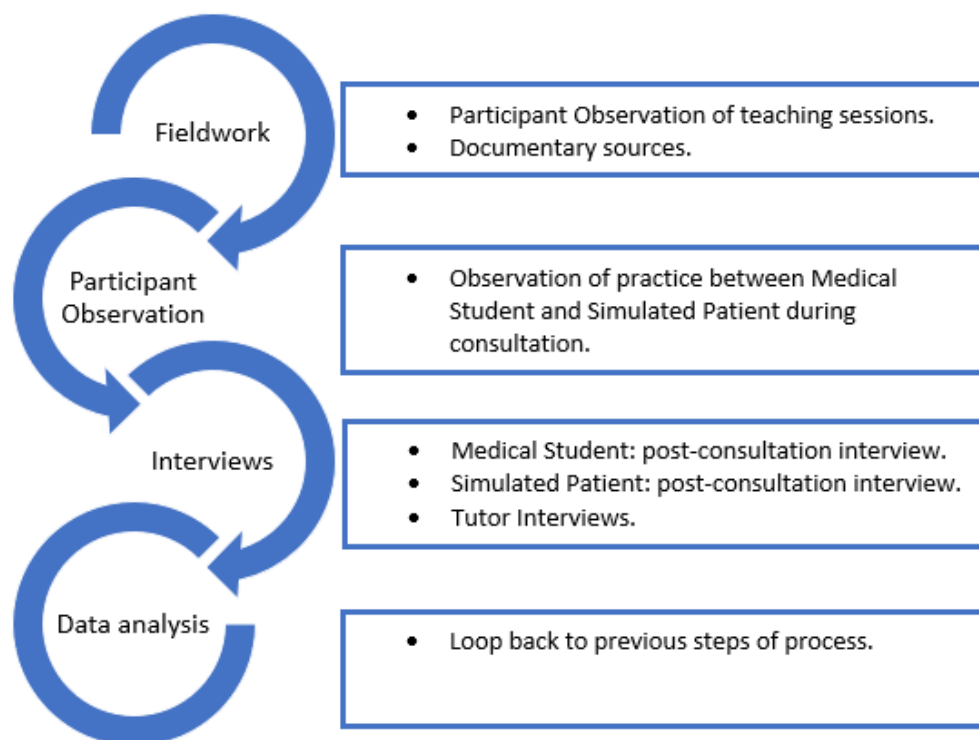 Fieldwork
• Participant Observation of teaching sessions.
• Documentary sources.
Participant
Observation
• Observation of practice between Medical
Student and Simulated Patient during
consultation.
Interviews
• Medical Student: post-consultation interview.
• Simulated Patient: post-consultation interview.
• Tutor Interviews.
Data analysis
• Loop back to previous steps of process.